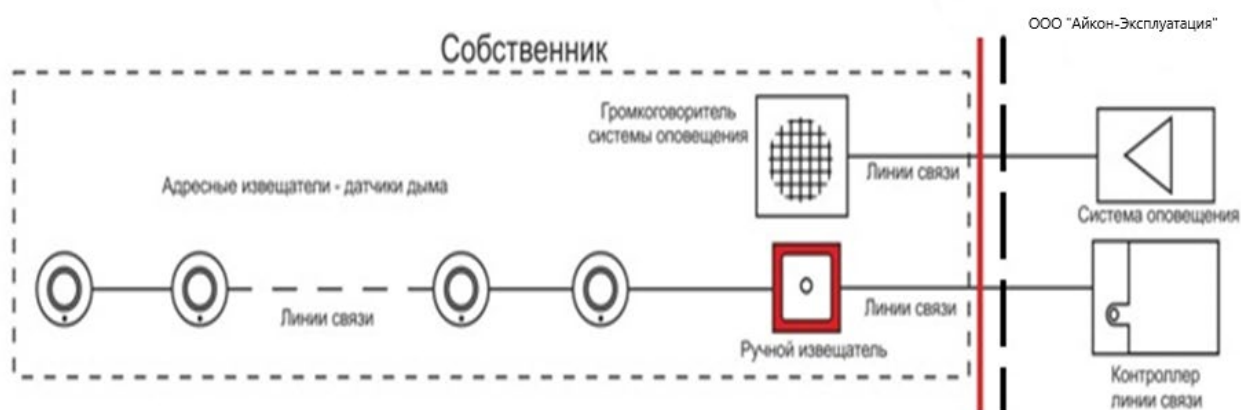 ООО "Айкон-Эксплуатация"
Собственник
Громкоговоритель
системы оповещения
Линии связи
Адресные извещатели - датчики дыма
Система оповещения
Линии связи
Линии связи
Ручной извещатель
Контроллер
линии связи